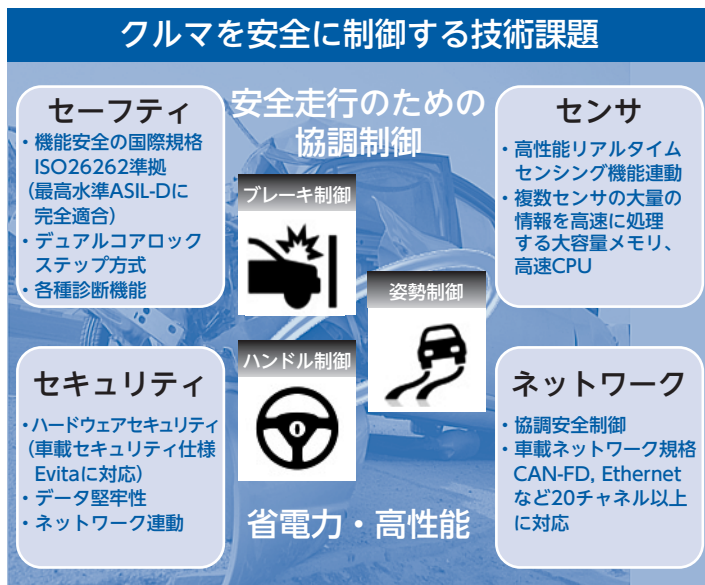 クルマを安全に制御する技術課題
セーフティ
・機能安全の国際規格
ISO26262準拠
(最高水準ASIL-Dに
完全適合)
・デュアルコアロック
ステップ方式
・各種診断機能
安全走行のための
協調制御
センサ
・高性能リアルタイム
センシング機能連動
・複数センサの大量の
情報を高速に処理
する大容量メモリ、
高速CPU
ブレーキ制御
姿勢制御
ハンドル制御
セキュリティ
・ハードウェアセキュリティ
(車載セキュリティ仕様
Evitaに対応)
・データ堅牢性
・ネットワーク連動
ネットワーク
・協調安全制御
・車載ネットワーク規格
CAN-FD, Ethernet
など20チャネル以上
に対応
省電力・高性能